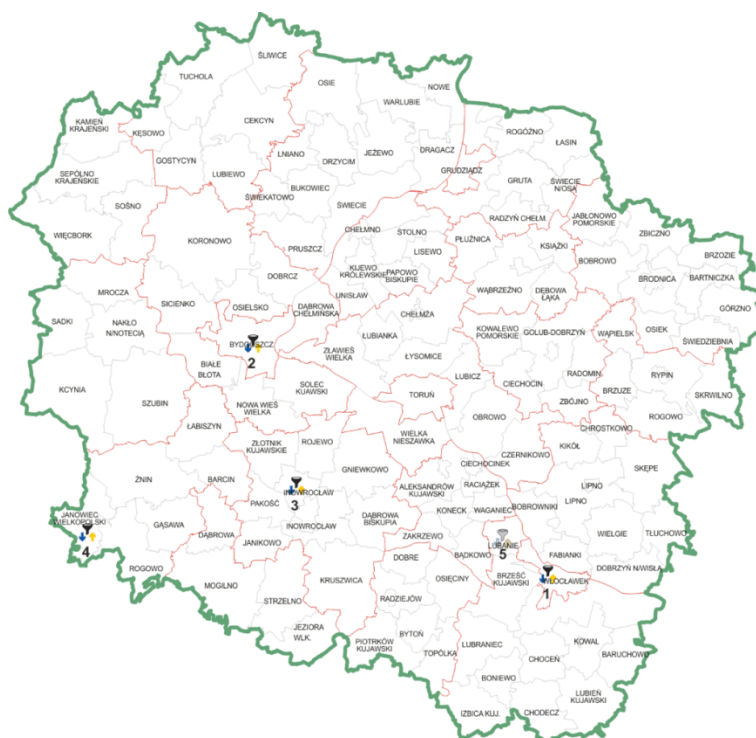 ŚLIWICE
TUCHOLA
OSIE
NOWE
WARLUBIE
KAMIEŃ
KRAJEŃSKI
KĘSOWO
CEKCYN
ROGÓŹNO
ŁASIN
LNIANO
DRZYCIM
JEŻEWO
DRAGACZ
GOSTYCYN
LUBIEWO
GRUDZIĄDZ
GRUTA
ŚWIECIE
N/OSĄ
SĘPÓLNO
KRAJEŃSKIE
SOŚNO
BUKOWIEC
ŚWIEKATOWO
ŚWIECIE
RADZYŃ CHEŁM.
JABŁONOWO
POMORSKIE
ZBICZNO
WIĘCBORK
KORONOWO
CHEŁMNO
STOLNO
PŁUŻNICA
KSIĄŻKI
BOBROWO
BRZOZIE
PRUSZCZ
LISEWO
KIJEWO
KRÓLEWSKIE
PAPOWO
BISKUPIE
BRODNICA
BARTNICZKA
DOBRCZ
UNISŁAW
WĄBRZEŹNO
DĘBOWA
ŁĄKA
GÓRZNO
MROCZA
SICIENKO
OSIELSKO
DĄBROWA
CHEŁMIŃSKA
CHEŁMŻA
SADKI
NAKŁO
N/NOTECIĄ
KOWALEWO
POMORSKIE
GOLUB-DOBRZYŃ
WĄPIELSK
OSIEK
ŚWIEDZIEBNIA
BYDGOSZCZ
2
ZŁAWIEŚ
WIELKA
ŁUBIANKA
ŁYSOMICE
BIAŁE
BŁOTA
KCYNIA
SZUBIN
SOLEC
KUJAWSKI
TORUŃ
LUBICZ
CIECHOCIN
RADOMIN
ZBÓJNO
BRZUZE
RYPIN
SKRWILNO
ROGOWO
NOWA WIEŚ
WIELKA
ŁABISZYN
OBROWO
CHROSTKOWO
ZŁOTNIK
KUJAWSKIE
ROJEWO
WIELKA
NIESZAWKA
CZERNIKOWO
KIKÓŁ
SKĘPE
GNIEWKOWO
CIECHOCINEK
RACIĄŻEK
ŻNIN
BARCIN
ALEKSANDRÓW
KUJAWSKI
LIPNO
INOWROCŁAW
3
PAKOŚĆ
DĄBROWA
BISKUPIA
KONECK
WAGANIEC
BOBROWNIKI
LIPNO
JANOWIEC
WIELKOPOLSKI
4
GĄSAWA
DĄBROWA
INOWROCŁAW
JANIKOWO
ZAKRZEWO
WIELGIE
TŁUCHOWO
LUBANIE
5
BĄDKOWO
DOBRE
FABIANKI
DOBRZYŃ N/WISŁĄ
ROGOWO
MOGILNO
KRUSZWICA
OSIĘCINY
BRZEŚĆ
KUJAWSKI
WŁOCŁAWEK
1
STRZELNO
RADZIEJÓW
JEZIORA
WLK.
BYTOŃ
PIOTRKÓW
KUJAWSKI
TOPÓLKA
LUBRANIEC
KOWAL
BARUCHOWO
CHOCEŃ
BONIEWO
LUBIEŃ
KUJAWSKI
IZBICA KUJ.
CHODECZ